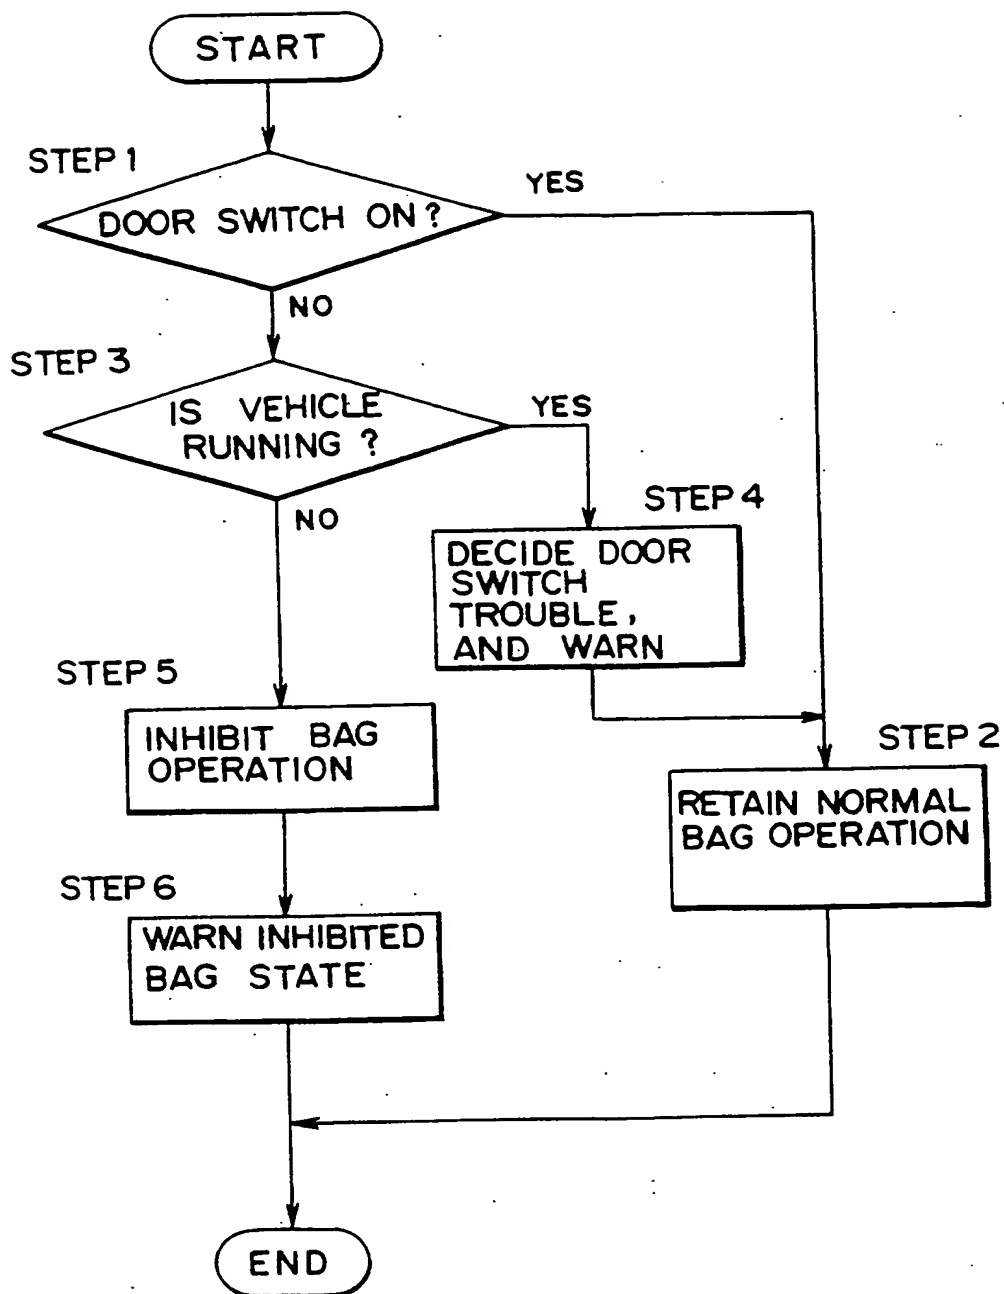 START
STEP 1
DOOR SWITCH ON ?
YES
NO
STEP 3
IS VEHICLE
RUNNING ?
YES
NO
STEP 4
DECIDE DOOR
SWITCH
TROUBLE,
AND WARN
STEP 5
INHIBIT BAG
OPERATION
STEP 2
RETAIN NORMAL
BAG OPERATION
STEP 6
WARN INHIBITED
BAG STATE
END